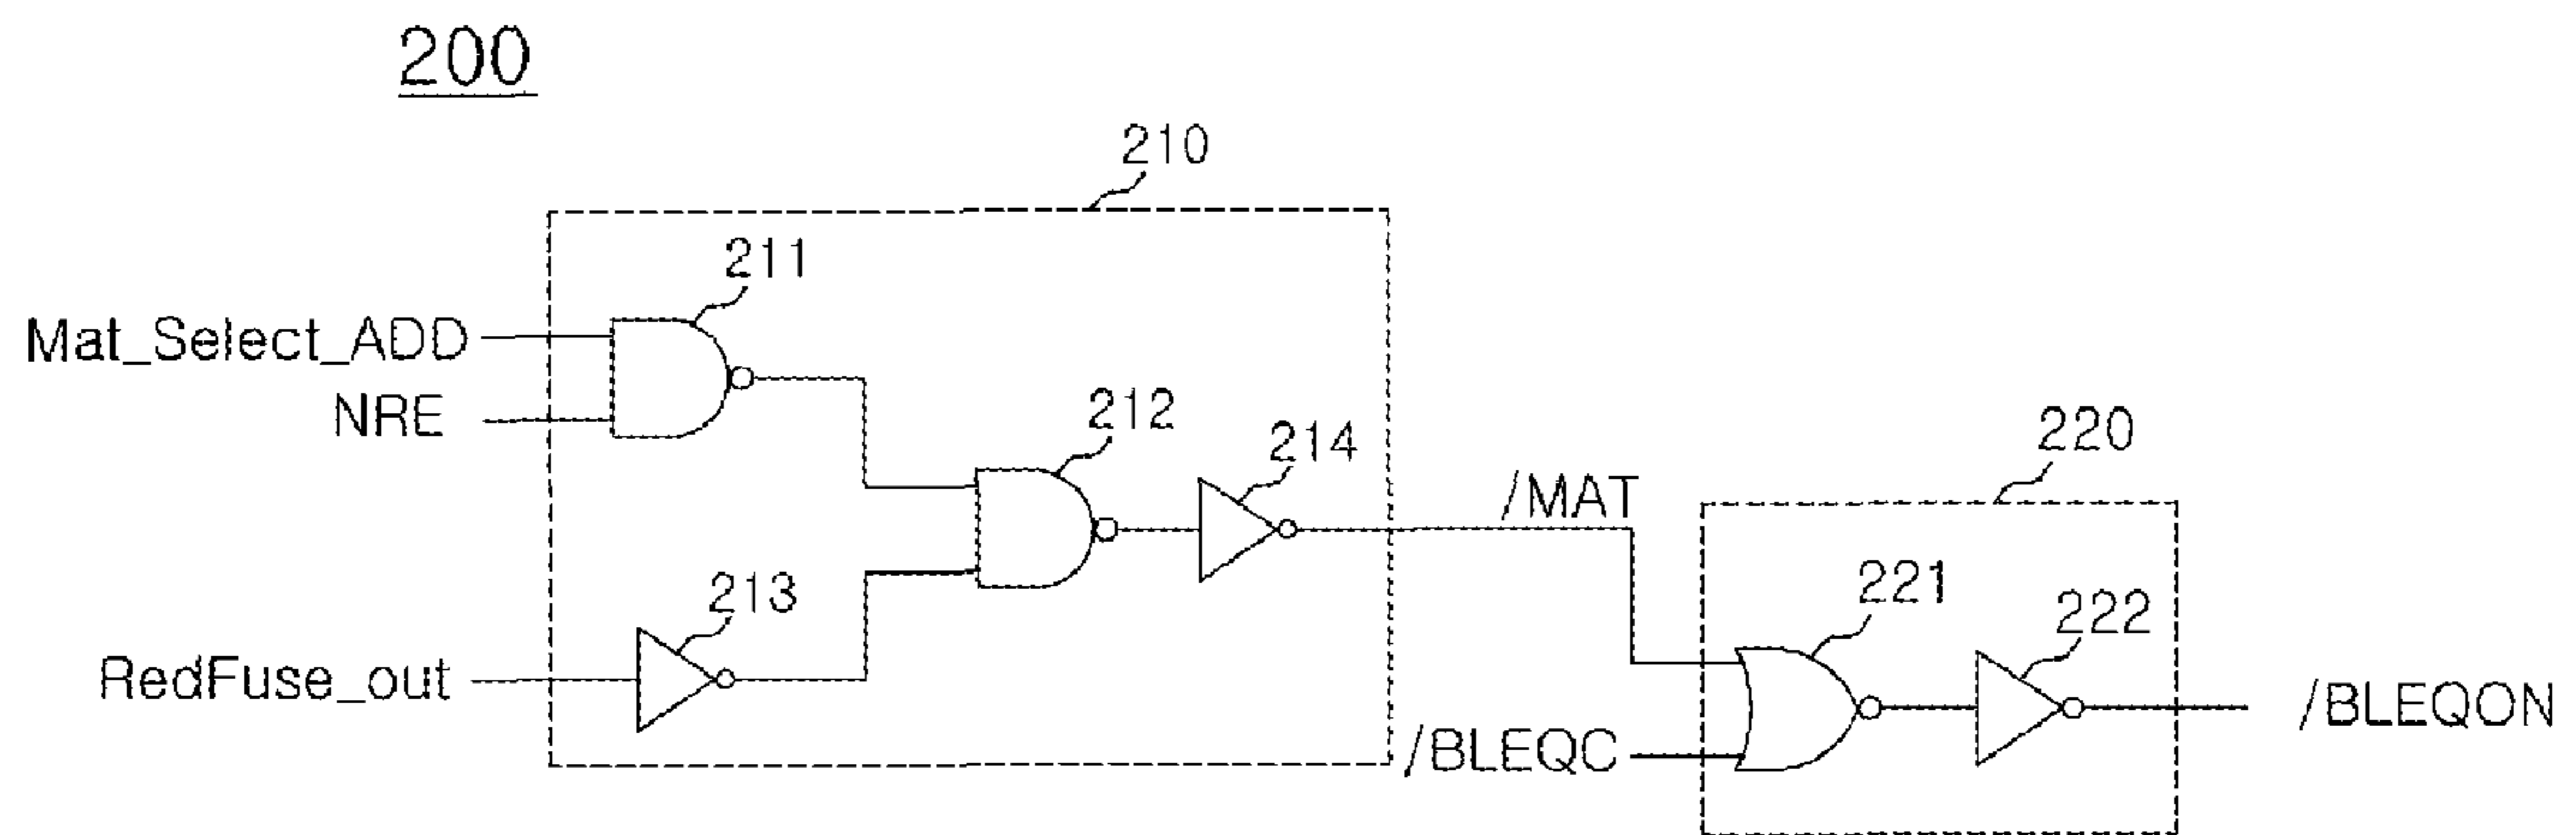 200
210
211
Mat_Select_ADD
NRE
212
214
220
/MAT
213
221
222
RedFuse_out
/BLEQC
/BLEQON